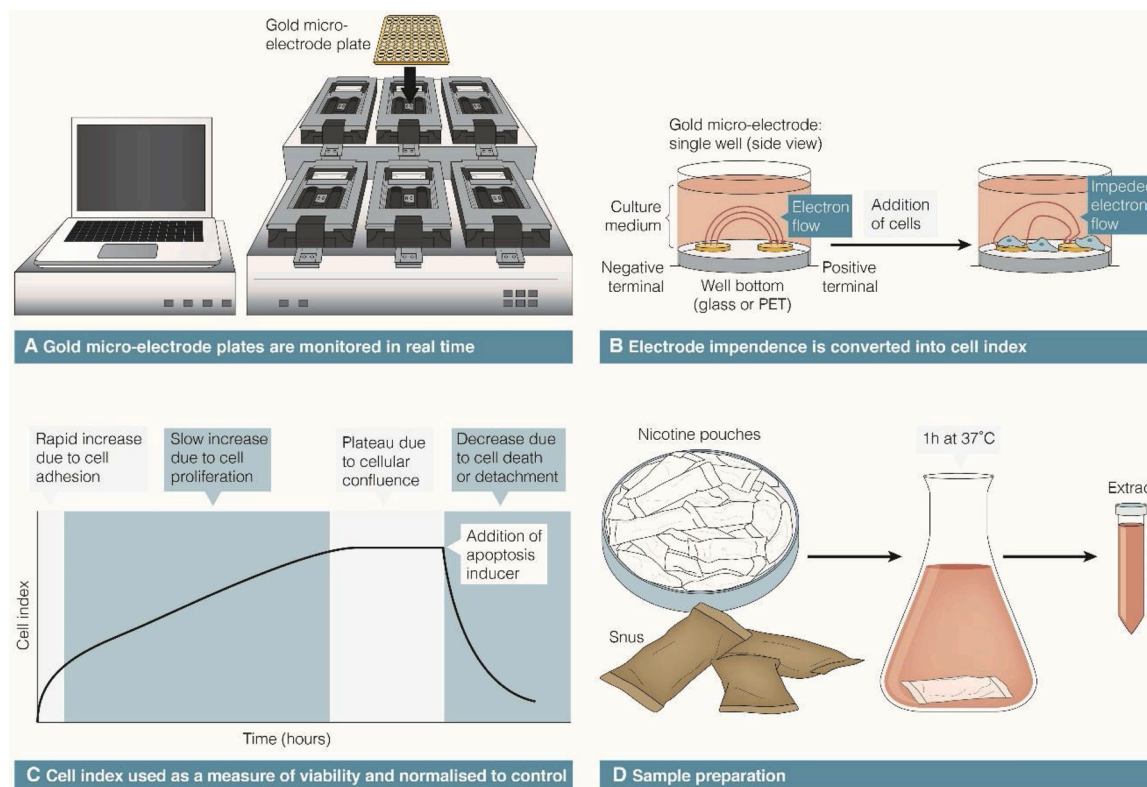 Gold micro-
electrode plate
A Gold micro-electrode plates are monitored in real time
Gold micro-electrode:
single well (side view)
Culture
medium
Electron
flow
Addition
of cells
Impeded
electron
flow
Negative
terminal
Well bottom
(glass or PET)
Positive
terminal
B Electrode impendence is converted into cell index
Rapid increase
due to cell
adhesion
Slow increase
due to cell
proliferation
Plateau due
to cellular
confluence
Decrease due
to cell death
or detachment
Addition of
apoptosis
inducer
Cell index
Time (hours)
C Cell index used as a measure of viability and normalised to control
Nicotine pouches
1h at 37˚C
Extrac
Snus
D Sample preparation